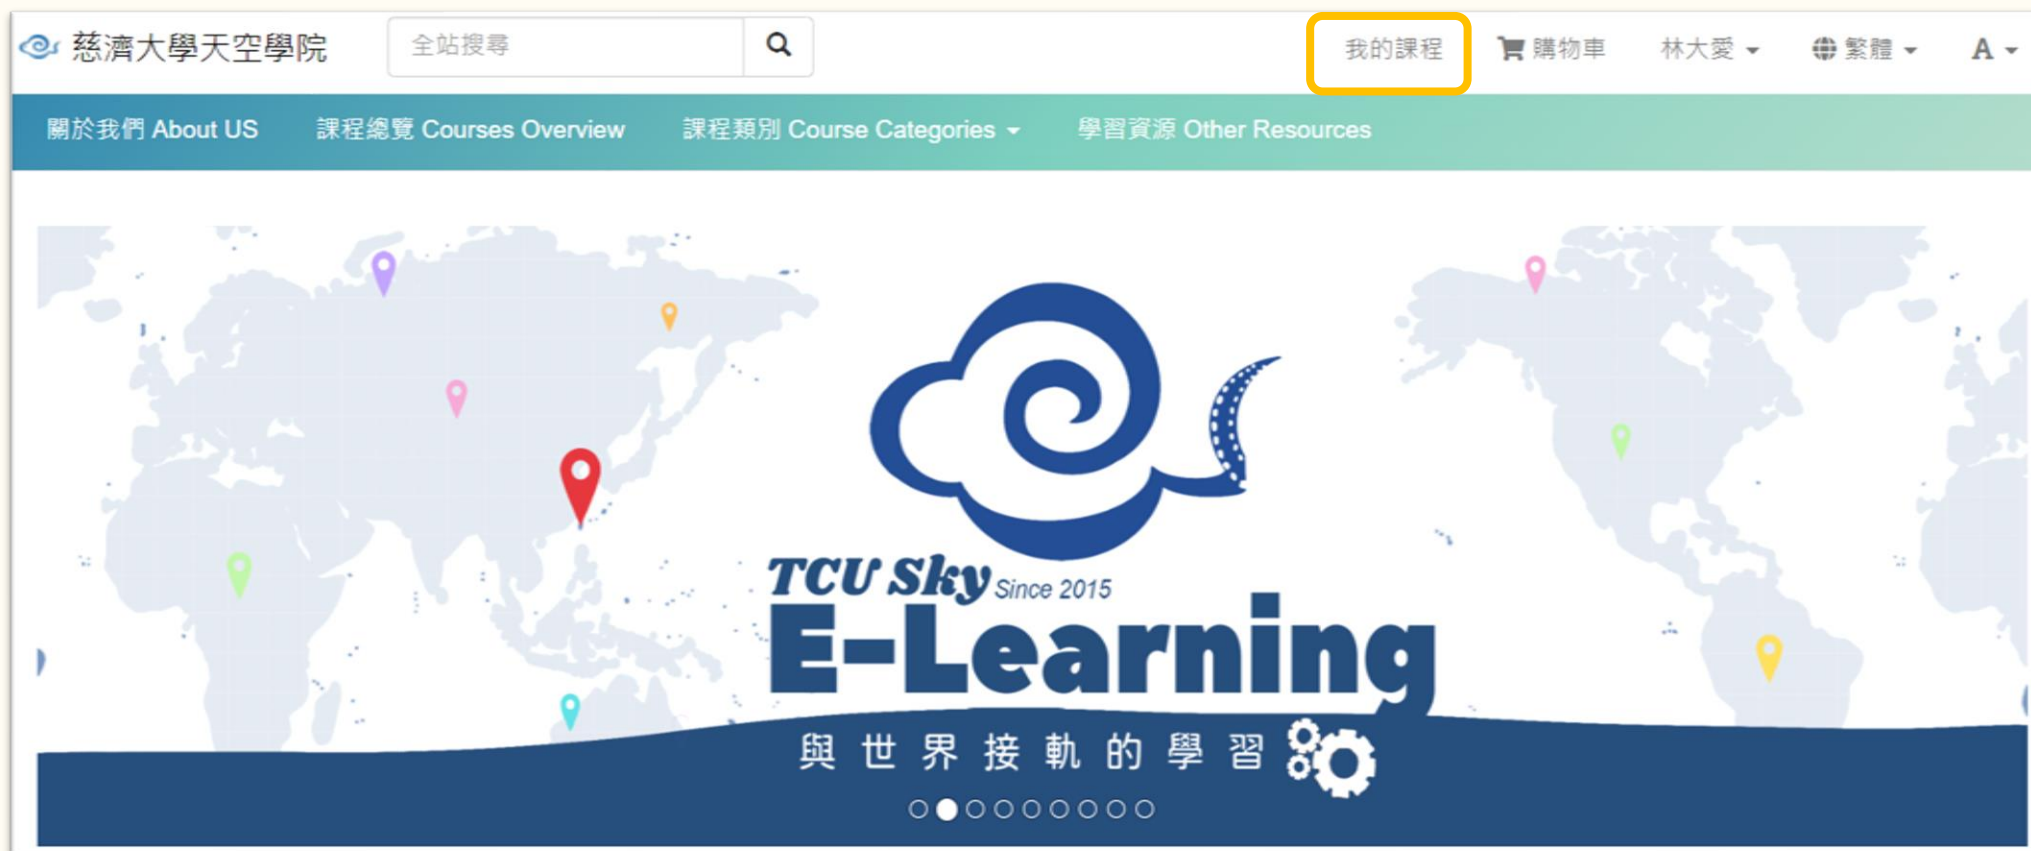 慈濟大學天空學院 全站搜尋 我的課程 購物車 林大愛 繁體 A
關於我們 About US 課程總覽 Courses Overview 課程類別 Course Categories 學習資源 Other Resources
TCU Sky Since 2015
E-Learning
與世界接軌的學習